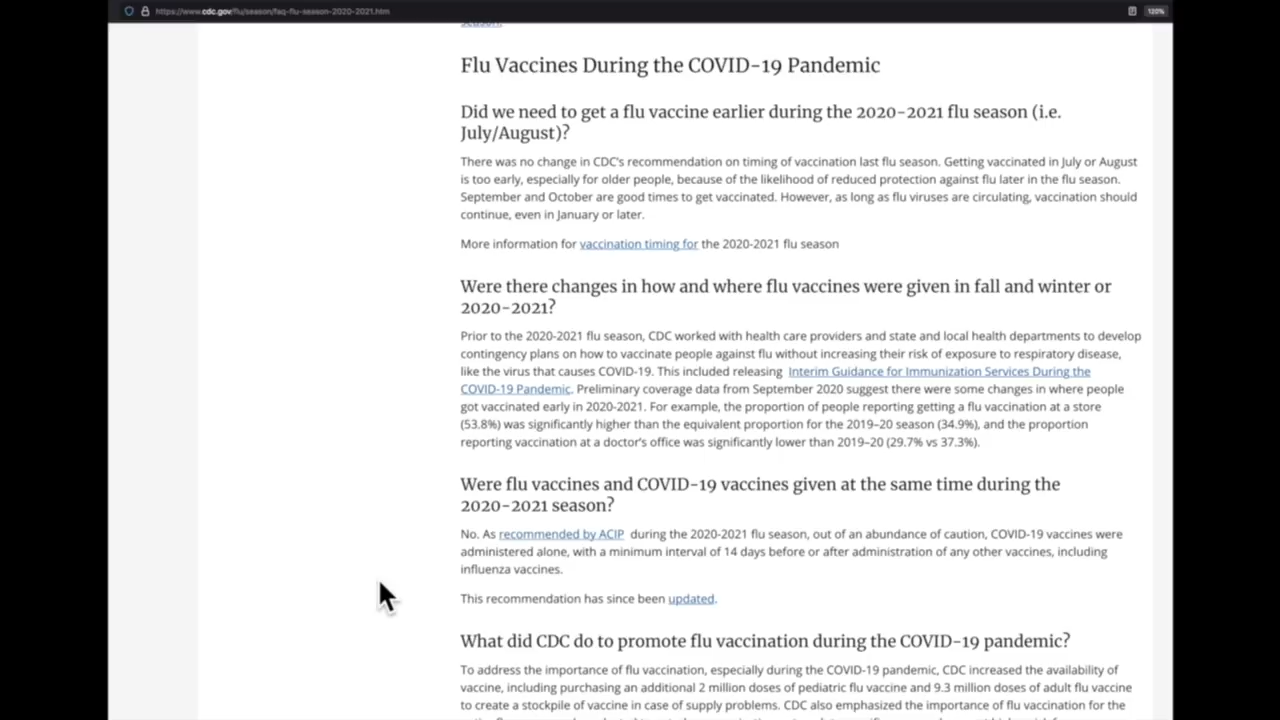 https://www.cdc.gov/flu/season/faq-flu-season-2020-2021.htm
120%
season.
Flu Vaccines During the COVID-19 Pandemic
Did we need to get a flu vaccine earlier during the 2020-2021 flu season (i.e.
July/August)?
There was no change in CDC's recommendation on timing of vaccination last flu season. Getting vaccinated in July or August
is too early, especially for older people, because of the likelihood of reduced protection against flu later in the flu season.
September and October are good times to get vaccinated. However, as long as flu viruses are circulating, vaccination should
continue, even in January or later.
More information for vaccination timing for the 2020-2021 flu season
Were there changes in how and where flu vaccines were given in fall and winter or
2020-2021?
Prior to the 2020-2021 flu season, CDC worked with health care providers and state and local health departments to develop
contingency plans on how to vaccinate people against flu without increasing their risk of exposure to respiratory disease,
like the virus that causes COVID-19. This included releasing Interim Guidance for Immunization Services During the
COVID-19 Pandemic. Preliminary coverage data from September 2020 suggest there were some changes in where people
got vaccinated early in 2020-2021. For example, the proportion of people reporting getting a flu vaccination at a store
(53.8%) was significantly higher than the equivalent proportion for the 2019–20 season (34.9%), and the proportion
reporting vaccination at a doctor's office was significantly lower than 2019–20 (29.7% vs 37.3%).
Were flu vaccines and COVID-19 vaccines given at the same time during the
2020-2021 season?
No. As recommended by ACIP during the 2020-2021 flu season, out of an abundance of caution, COVID-19 vaccines were
administered alone, with a minimum interval of 14 days before or after administration of any other vaccines, including
influenza vaccines.
This recommendation has since been updated.
What did CDC do to promote flu vaccination during the COVID-19 pandemic?
To address the importance of flu vaccination, especially during the COVID-19 pandemic, CDC increased the availability of
vaccine, including purchasing an additional 2 million doses of pediatric flu vaccine and 9.3 million doses of adult flu vaccine
to create a stockpile of vaccine in case of supply problems. CDC also emphasized the importance of flu vaccination for the